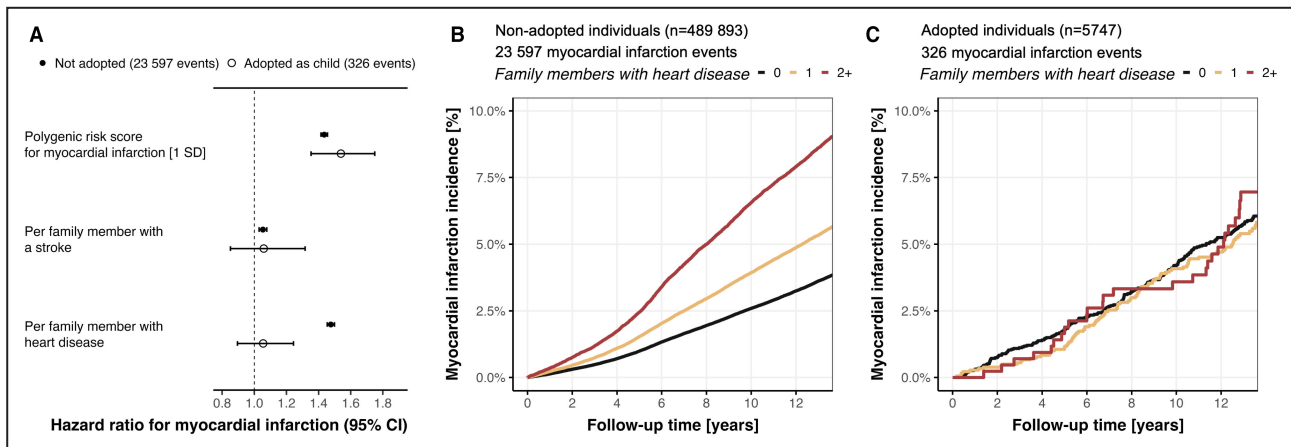 A
● Not adopted (23 597 events) ○ Adopted as child (326 events)
Polygenic risk score
for myocardial infarction [1 SD]
Per family member with
a stroke
Per family member with
heart disease
0.8 1.0 1.2 1.4 1.6 1.8
Hazard ratio for myocardial infarction (95% CI)
B
Non-adopted individuals (n=489 893)
23 597 myocardial infarction events
Family members with heart disease 0 1 2+
Myocardial infarction incidence [%]
10.0%
7.5%
5.0%
2.5%
0.0%
0 2 4 6 8 10 12
Follow-up time [years]
C
Adopted individuals (n=5747)
326 myocardial infarction events
Family members with heart disease 0 1 2+
Myocardial infarction incidence [%]
10.0%
7.5%
5.0%
2.5%
0.0%
0 2 4 6 8 10 12
Follow-up time [years]